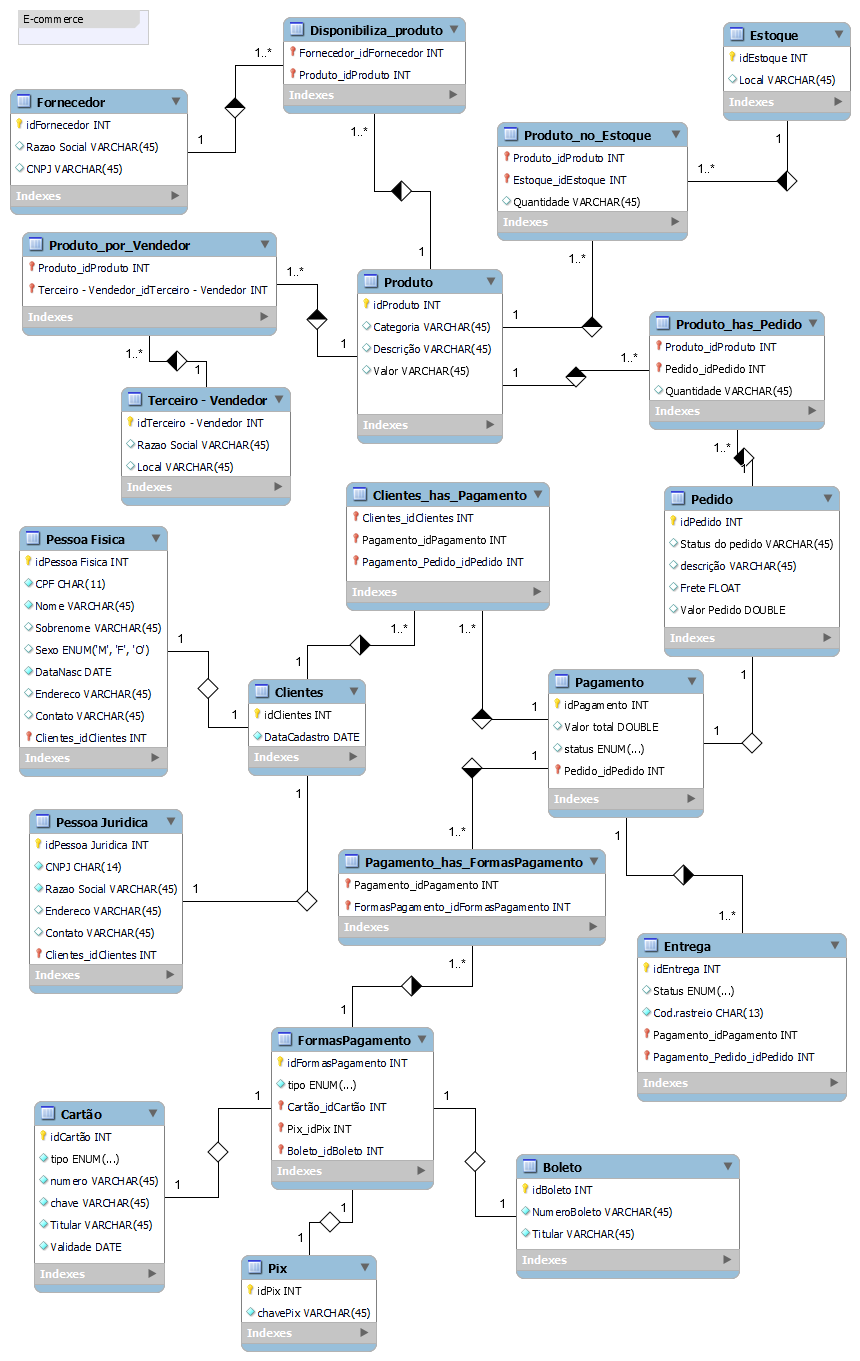 E-commerce
Disponibiliza_produto
Fornecedor_idFornecedor INT
Produto_idProduto INT
Indexes
Estoque
idEstoque INT
Local VARCHAR(45)
Indexes
1..*
1
Fornecedor
idFornecedor INT
Razao Social VARCHAR(45)
CNPJ VARCHAR(45)
Indexes
1
1..*
Produto_no_Estoque
Produto_idProduto INT
Estoque_idEstoque INT
Quantidade VARCHAR(45)
Indexes
1..*
1..*
1
Produto_por_Vendedor
Produto_idProduto INT
Terceiro - Vendedor_idTerceiro - Vendedor INT
Indexes
1..*
1
1..*
1
Produto
idProduto INT
Categoria VARCHAR(45)
Descrição VARCHAR(45)
Valor VARCHAR(45)
Indexes
1
1
1..*
Produto_has_Pedido
Produto_idProduto INT
Pedido_idPedido INT
Quantidade VARCHAR(45)
Indexes
1..*
1
Terceiro - Vendedor
idTerceiro - Vendedor INT
Razao Social VARCHAR(45)
Local VARCHAR(45)
Indexes
Clientes_has_Pagamento
Clientes_idClientes INT
Pagamento_idPagamento INT
Pagamento_Pedido_idPedido INT
Indexes
1..*
1..*
Pedido
idPedido INT
Status do pedido VARCHAR(45)
descrição VARCHAR(45)
Frete FLOAT
Valor Pedido DOUBLE
Indexes
1
Pessoa Fisica
idPessoa Fisica INT
CPF CHAR(11)
Nome VARCHAR(45)
Sobrenome VARCHAR(45)
Sexo ENUM('M', 'F', 'O')
DataNasc DATE
Endereco VARCHAR(45)
Contato VARCHAR(45)
Clientes_idClientes INT
Indexes
1
1
1
Clientes
idClientes INT
DataCadastro DATE
Indexes
1
Pagamento
idPagamento INT
Valor total DOUBLE
status ENUM(...)
Pedido_idPedido INT
Indexes
1
1
1
1
Pessoa Juridica
idPessoa Juridica INT
CNPJ CHAR(14)
Razao Social VARCHAR(45)
Endereco VARCHAR(45)
Contato VARCHAR(45)
Clientes_idClientes INT
Indexes
1
1..*
Pagamento_has_FormasPagamento
Pagamento_idPagamento INT
FormasPagamento_idFormasPagamento INT
Indexes
1..*
1
1..*
Entrega
idEntrega INT
Status ENUM(...)
Cod.rastreio CHAR(13)
Pagamento_idPagamento INT
Pagamento_Pedido_idPedido INT
Indexes
FormasPagamento
idFormasPagamento INT
tipo ENUM(...)
Cartão_idCartão INT
Pix_idPix INT
Boleto_idBoleto INT
Indexes
1
1
1
Cartão
idCartão INT
tipo ENUM(...)
numero VARCHAR(45)
chave VARCHAR(45)
Titular VARCHAR(45)
Validade DATE
Indexes
1
1
Boleto
idBoleto INT
NumeroBoleto VARCHAR(45)
Titular VARCHAR(45)
Indexes
1
Pix
idPix INT
chavePix VARCHAR(45)
Indexes